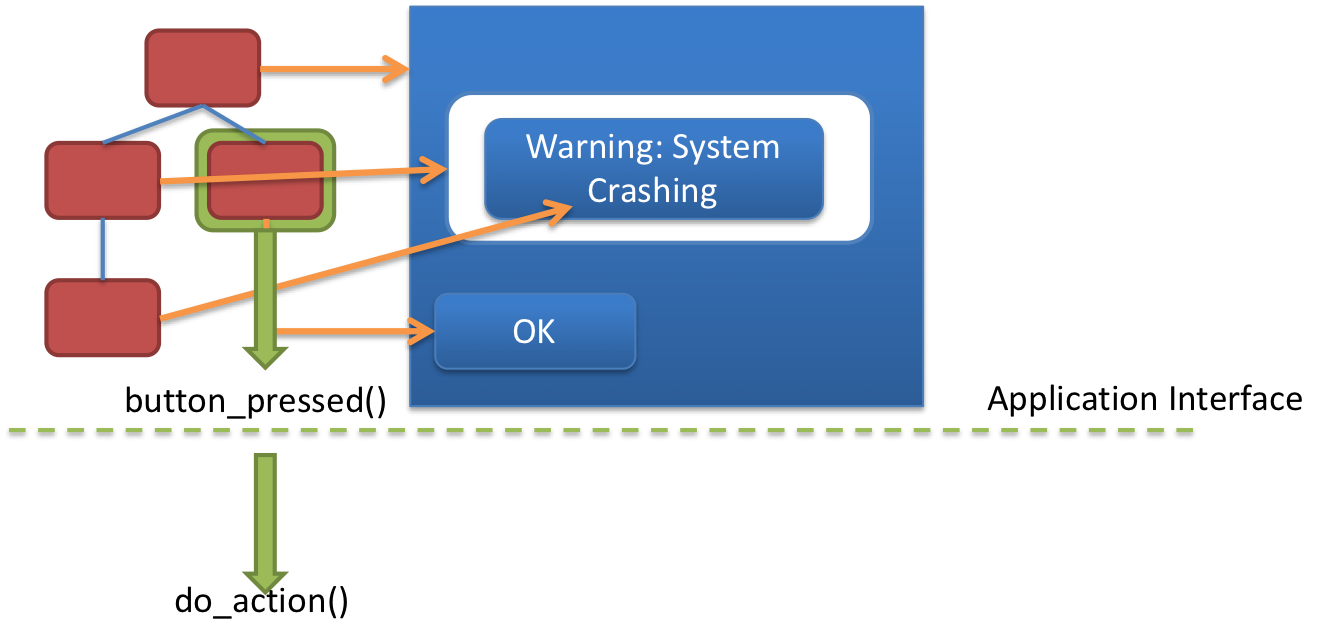 Warning: System
Crashing
OK
button_pressed()
Application Interface
do_action()